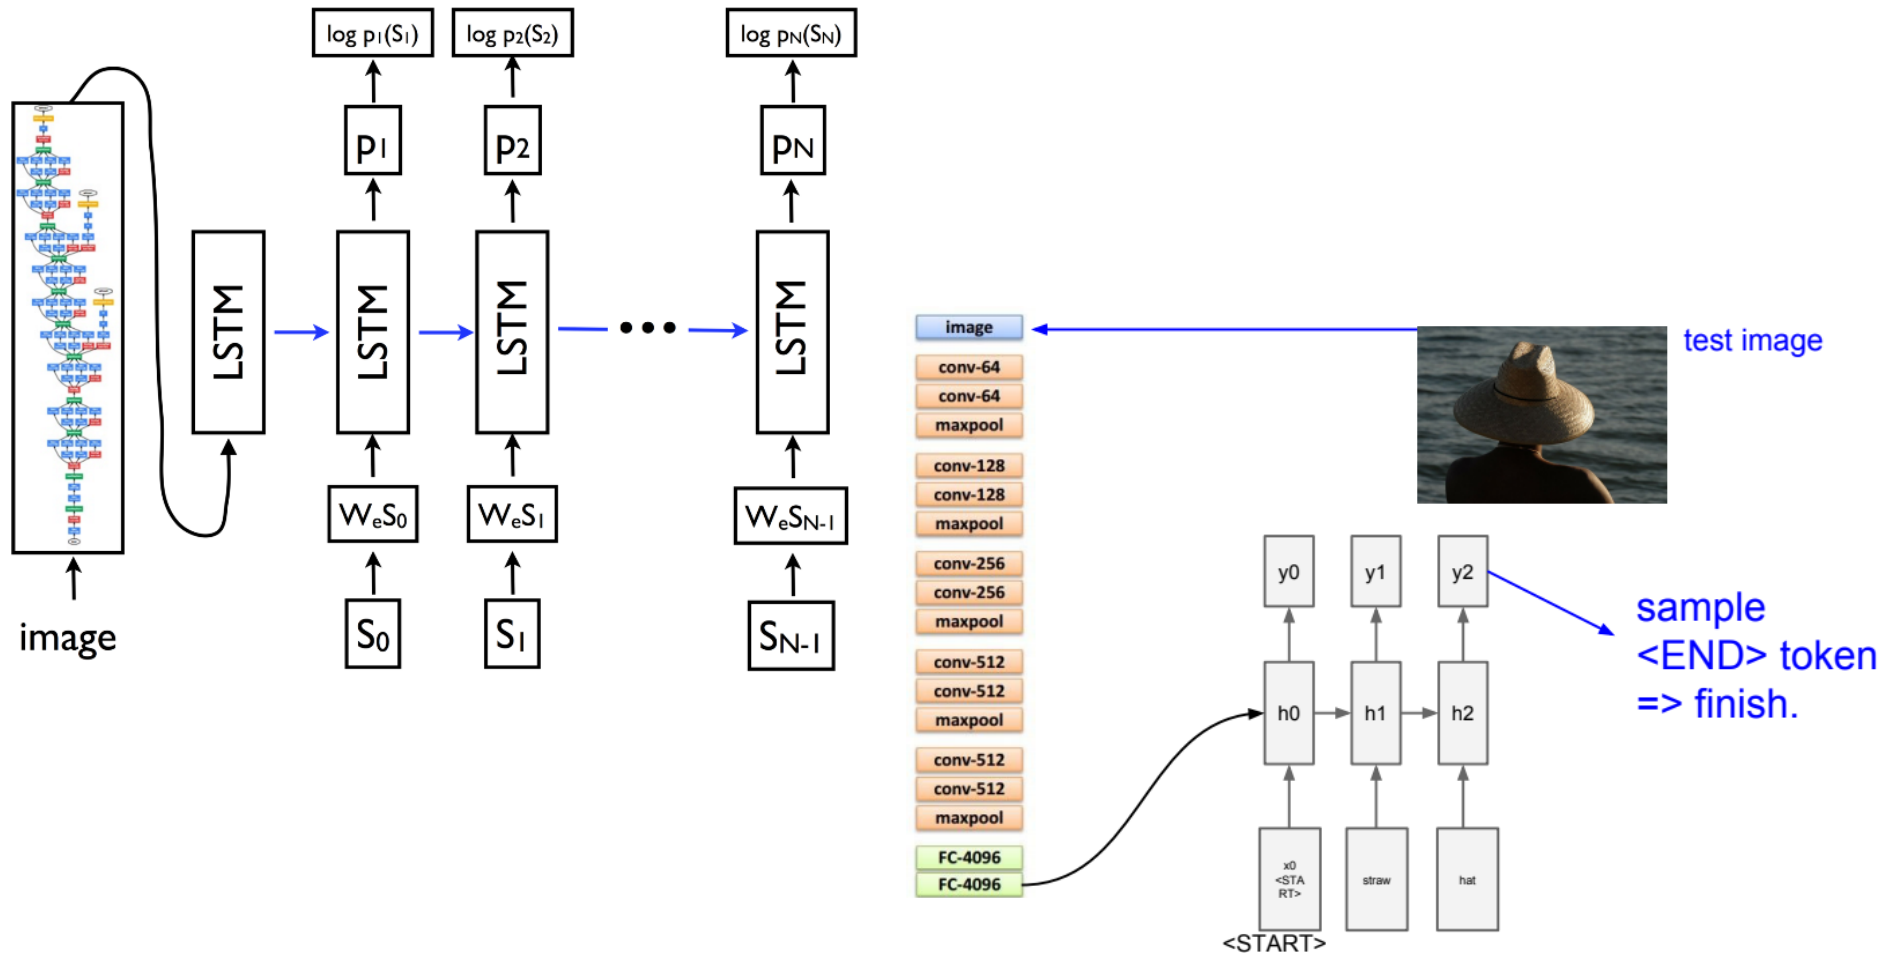 log p1(S1)
log p2(S2)
log pN(SN)
p1
p2
pN
LSTM
LSTM
LSTM
LSTM
WeS0
WeS1
WeSN-1
S0
S1
SN-1
image
image
conv-64
conv-64
maxpool
conv-128
conv-128
maxpool
conv-256
conv-256
maxpool
conv-512
conv-512
maxpool
conv-512
conv-512
maxpool
FC-4096
FC-4096
test image
y0
y1
y2
h0
h1
h2
x0
<STA
RT>
straw
hat
<START>
sample
<END> token
=> finish.